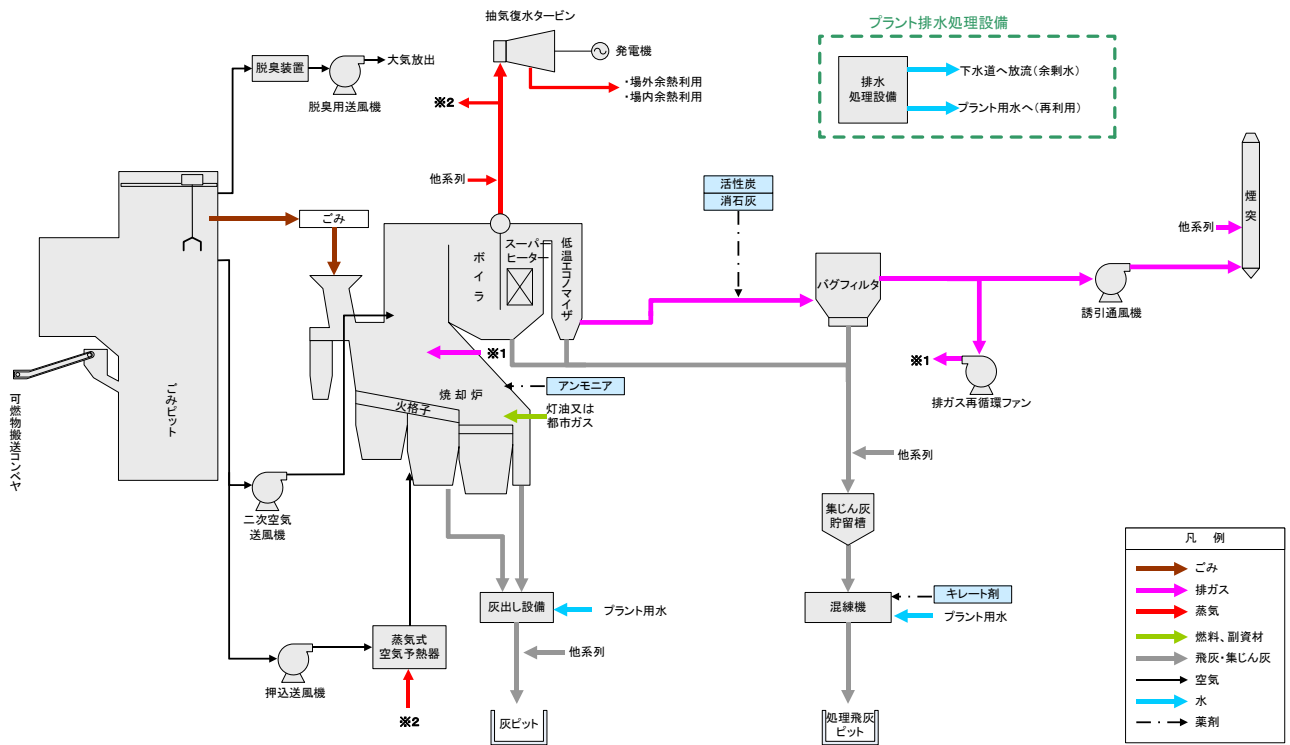 抽気復水タービン
発電機
・場外余熱利用
・場内余熱利用
※2
他系列
脱臭装置
大気放出
脱臭用送風機
プラント排水処理設備
排水
処理設備
下水道へ放流(余剰水)
プラント用水へ(再利用)
ごみ
活性炭
消石灰
煙突
他系列
ボイラ
スーパー
ヒーター
低温エコノマイザ
バグフィルタ
誘引通風機
※1
※1
排ガス再循環ファン
アンモニア
焼却炉
火格子
灯油又は
都市ガス
ごみピット
可燃物搬送コンベヤ
二次空気
送風機
他系列
集じん灰
貯留槽
灰出し設備
プラント用水
混練機
キレート剤
プラント用水
蒸気式
空気予熱器
押込送風機
※2
他系列
灰ピット
処理飛灰
ピット
凡 例
ごみ
排ガス
蒸気
燃料、副資材
飛灰・集じん灰
空気
水
薬剤